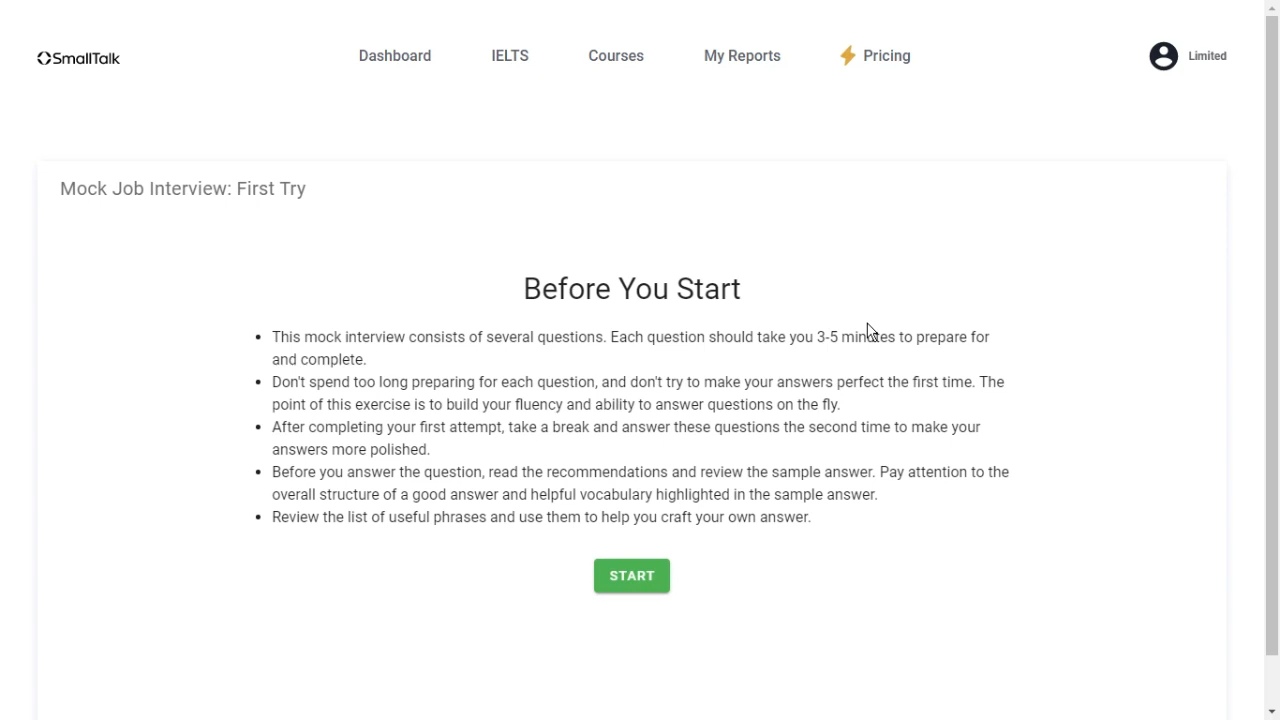 SmallTalk
Dashboard
IELTS
Courses
My Reports
Pricing
Limited
Mock Job Interview: First Try
Before You Start
This mock interview consists of several questions. Each question should take you 3-5 minutes to prepare for
and complete.
Don't spend too long preparing for each question, and don't try to make your answers perfect the first time. The
point of this exercise is to build your fluency and ability to answer questions on the fly.
After completing your first attempt, take a break and answer these questions the second time to make your
answers more polished.
Before you answer the question, read the recommendations and review the sample answer. Pay attention to the
overall structure of a good answer and helpful vocabulary highlighted in the sample answer.
Review the list of useful phrases and use them to help you craft your own answer.
START